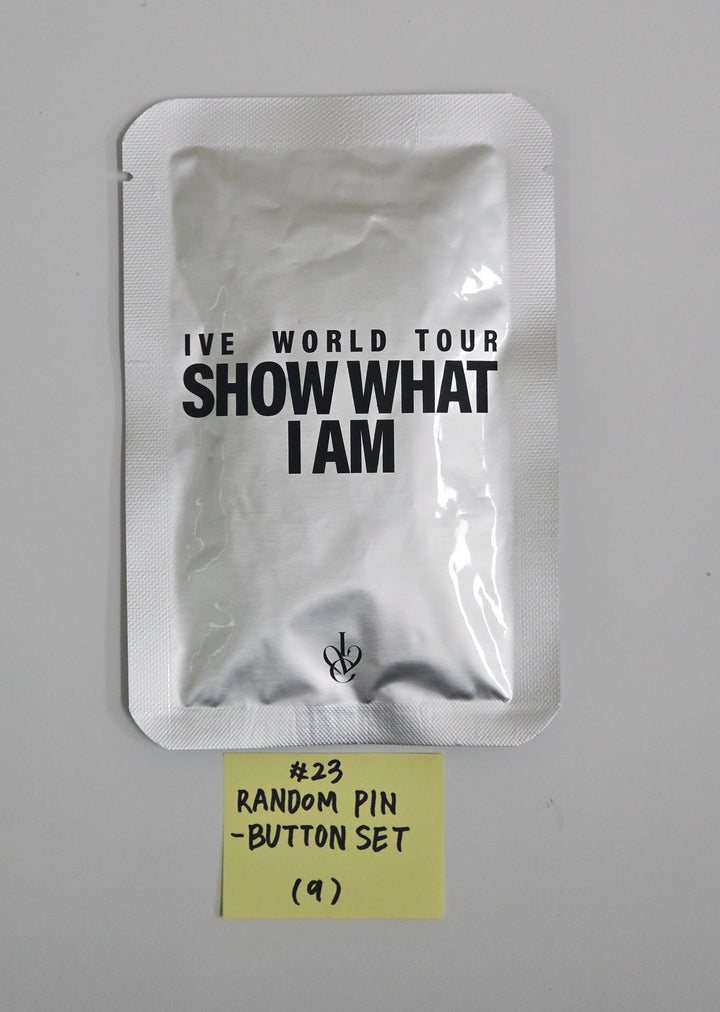 IVE WORLD TOUR
SHOW WHAT
I AM
#23
RANDOM PIN
-BUTTON SET
(9)